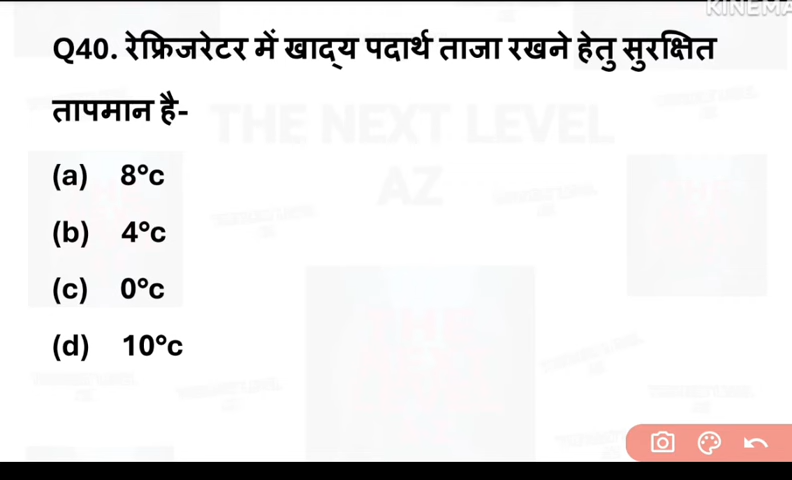 KINEMA
Q40. रेफ्रिजरेटर में खाद्य पदार्थ ताजा रखने हेतु सुरक्षित
तापमान है-
THE NEXT LEVEL
AZ
(a) 8°c
(b) 4°c
(c) 0°c
(d) 10°c